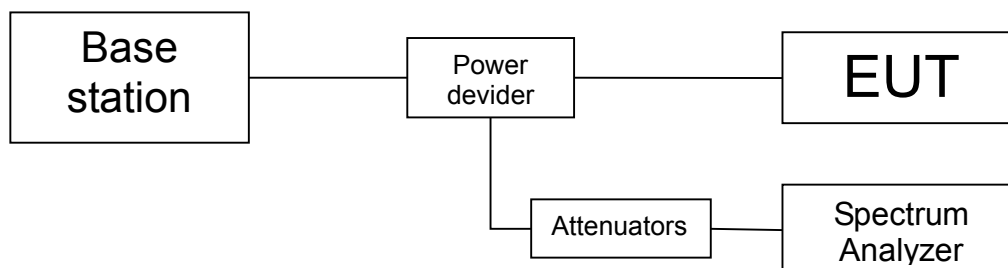 Base
station
Power
devider
EUT
Attenuators
Spectrum
Analyzer